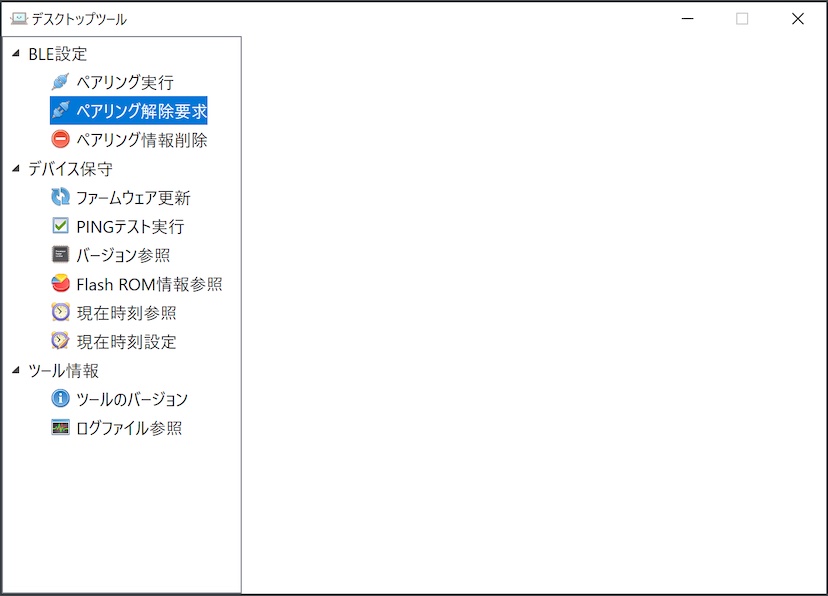 デスクトップツール
BLE設定
ペアリング実行
ペアリング解除要求
ペアリング情報削除
デバイス保守
ファームウェア更新
PINGテスト実行
バージョン参照
Flash ROM情報参照
現在時刻参照
現在時刻設定
ツール情報
ツールのバージョン
ログファイル参照